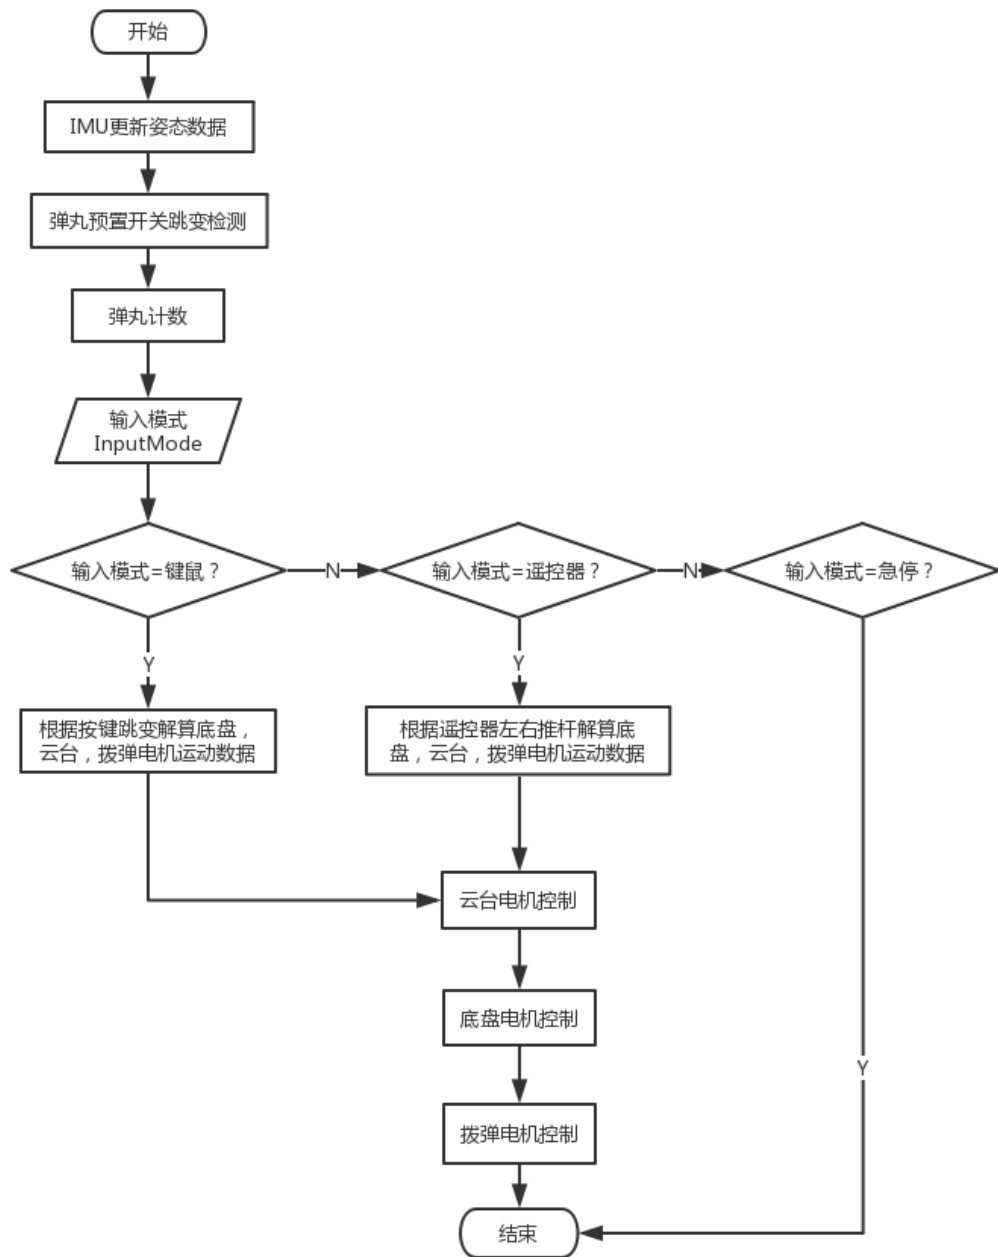 开始
IMU更新姿态数据
弹丸预置开关跳变检测
弹丸计数
输入模式
InputMode
输入模式=键鼠？
N
输入模式=遥控器？
N
输入模式=急停？
Y
Y
根据按键跳变解算底盘，
云台，拨弹电机运动数据
根据遥控器左右推杆解算底
盘，云台，拨弹电机运动数据
云台电机控制
底盘电机控制
Y
拨弹电机控制
结束